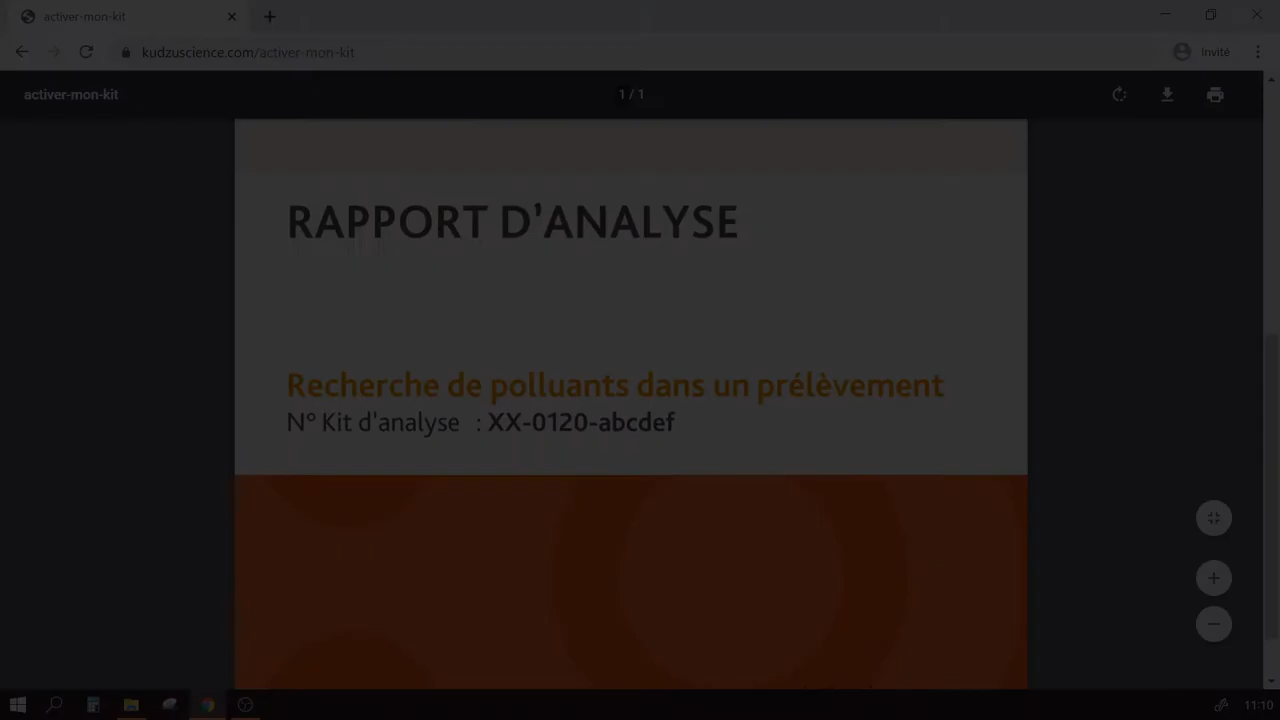 activer-mon-kit
kudzuscience.com/activer-mon-kit
Invité
activer-mon-kit
1 / 1
RAPPORT D'ANALYSE
Recherche de polluants dans un prélèvement
N° Kit d'analyse : XX-0120-abcdef
11:10